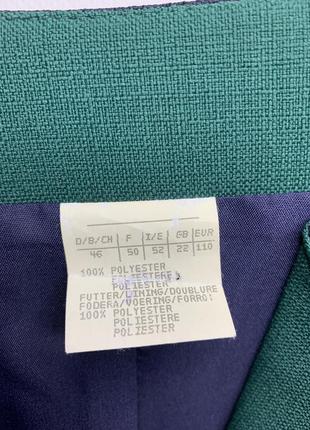 D/B/CH F I/E GB EUR
46 50 52 22 110
100% POLYESTER
POLIESTERE
FUTTER/LINING/DOUBLURE
FODERA/VOERING/FORRO:
100% POLYESTER
POLIESTERE
POLIESTER